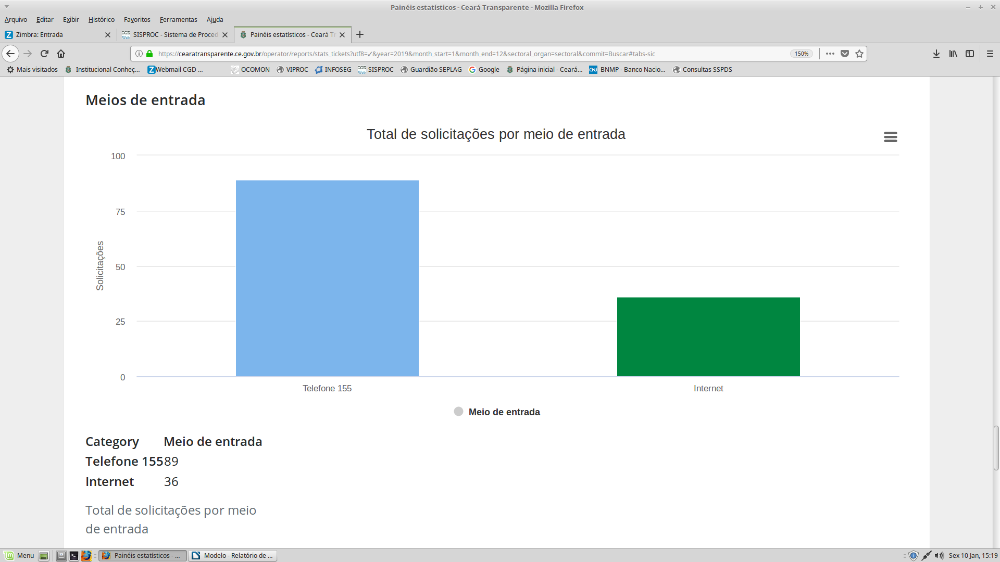 Painéis estatísticos - Ceará Transparente - Mozilla Firefox
Arquivo Editar Exibir Histórico Favoritos Ferramentas Ajuda
Zimbra: Entrada
SISPROC - Sistema de Proced
Painéis estatísticos - Ceará Tr
https://cearatransparente.ce.gov.br/operator/reports/stats_tickets?utf8=✓&year=2019&month_start=1&month_end=12&sectoral_organ=sectoral&commit=Buscar#tabs-sic
150%
Mais visitados Institucional Conheç... Webmail CGD ... OCOMON VIPROC INFOSEG SISPROC Guardião SEPLAG Google Página inicial - Ceará... BNMP - Banco Nacio... Consultas SSPDS
Meios de entrada
Total de solicitações por meio de entrada
100
75
50
25
0
Solicitações
Telefone 155
Internet
Meio de entrada
Category Meio de entrada
Telefone 155 89
Internet 36
Total de solicitações por meio
de entrada
Menu
Painéis estatísticos - ...
Modelo - Relatório de ...
Sex 10 Jan, 15:19